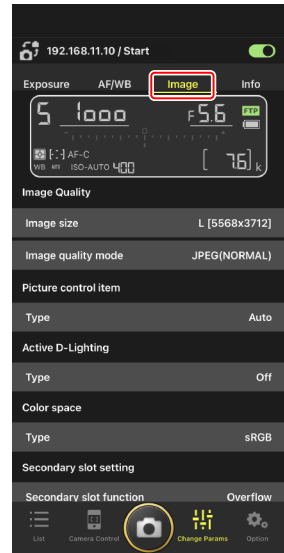 192.168.11.10 / Start
Exposure AF/WB Image Info
S 1000 F5.6 FTP
AF-C
WB ISO-AUTO 400 [ 7.6] k
Image Quality
Image size L [5568x3712]
Image quality mode JPEG(NORMAL)
Picture control item
Type Auto
Active D-Lighting
Type Off
Color space
Type sRGB
Secondary slot setting
Secondary slot function Overflow
List Camera Control Change Params Option